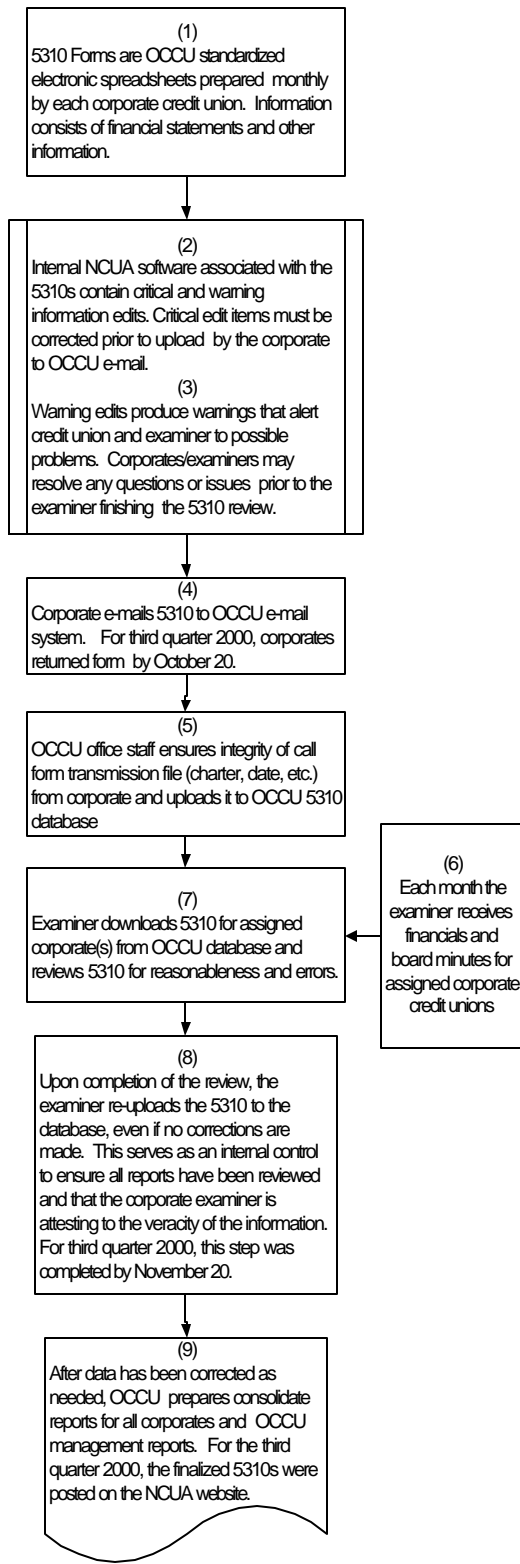 (1)
5310 Forms are OCCU standardized
electronic spreadsheets prepared monthly
by each corporate credit union. Information
consists of financial statements and other
information.
(2)
Internal NCUA software associated with the
5310s contain critical and warning
information edits. Critical edit items must be
corrected prior to upload by the corporate
to OCCU e-mail.
(3)
Warning edits produce warnings that alert
credit union and examiner to possible
problems. Corporates/examiners may
resolve any questions or issues prior to the
examiner finishing the 5310 review.
(4)
Corporate e-mails 5310 to OCCU e-mail
system. For third quarter 2000, corporates
returned form by October 20.
(5)
OCCU office staff ensures integrity of call
form transmission file (charter, date, etc.)
from corporate and uploads it to OCCU 5310
database
(6)
Each month the
examiner receives
financials and
board minutes for
assigned corporate
credit unions
(7)
Examiner downloads 5310 for assigned
corporate(s) from OCCU database and
reviews 5310 for reasonableness and errors.
(8)
Upon completion of the review, the
examiner re-uploads the 5310 to the
database, even if no corrections are
made. This serves as an internal control
to ensure all reports have been reviewed
and that the corporate examiner is
attesting to the veracity of the information.
For third quarter 2000, this step was
completed by November 20.
(9)
After data has been corrected as
needed, OCCU prepares consolidate
reports for all corporates and OCCU
management reports. For the third
quarter 2000, the finalized 5310s were
posted on the NCUA website.